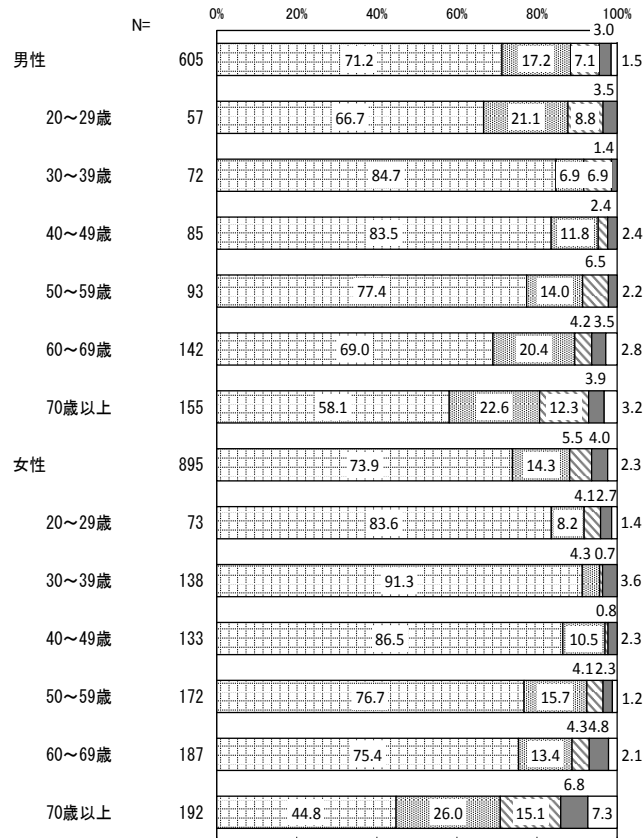 0% 20% 40% 60% 80% 100%
N=
3.0
男性 605 71.2 17.2 7.1 1.5
3.5
20～29歳 57 66.7 21.1 8.8
1.4
30～39歳 72 84.7 6.9 6.9
2.4
40～49歳 85 83.5 11.8 2.4
6.5
50～59歳 93 77.4 14.0 2.2
4.2 3.5
60～69歳 142 69.0 20.4 2.8
3.9
70歳以上 155 58.1 22.6 12.3 3.2
5.5 4.0
女性 895 73.9 14.3 2.3
4.1 2.7
20～29歳 73 83.6 8.2 1.4
4.3 0.7
30～39歳 138 91.3 3.6
0.8
40～49歳 133 86.5 10.5 2.3
4.1 2.3
50～59歳 172 76.7 15.7 1.2
4.3 4.8
60～69歳 187 75.4 13.4 2.1
6.8
70歳以上 192 44.8 26.0 15.1 7.3